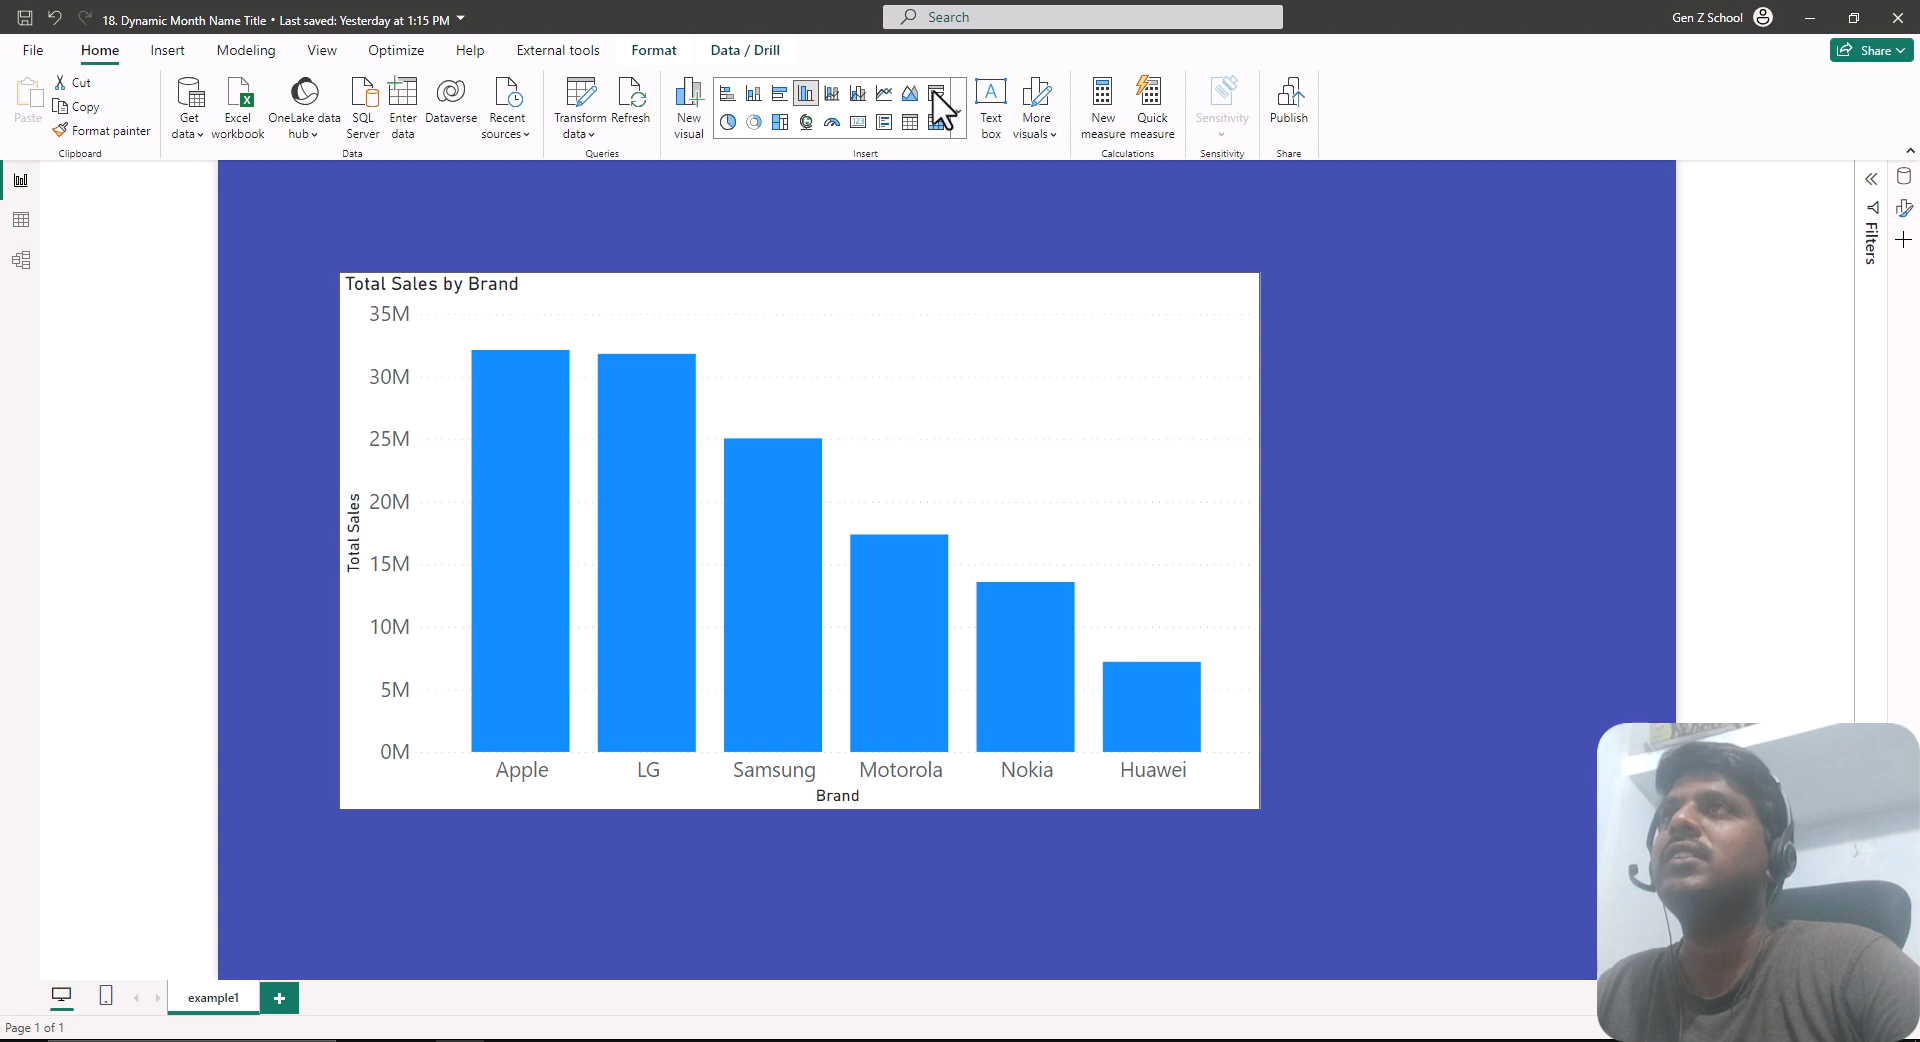 18. Dynamic Month Name Title • Last saved: Yesterday at 1:15 PM
Search
Gen Z School
File
Home
Insert
Modeling
View
Optimize
Help
External tools
Format
Data / Drill
Share
Paste
Cut
Copy
Format painter
Clipboard
Get data
Excel workbook
OneLake data hub
SQL Server
Enter data
Dataverse
Recent sources
Data
Transform data
Refresh
Queries
New visual
123
Insert
A
Text box
More visuals
New measure
Quick measure
Calculations
Sensitivity
Sensitivity
Publish
Share
Filters
Total Sales by Brand
35M
30M
25M
20M
15M
10M
5M
0M
Total Sales
Apple
LG
Samsung
Motorola
Nokia
Huawei
Brand
example1
Page 1 of 1